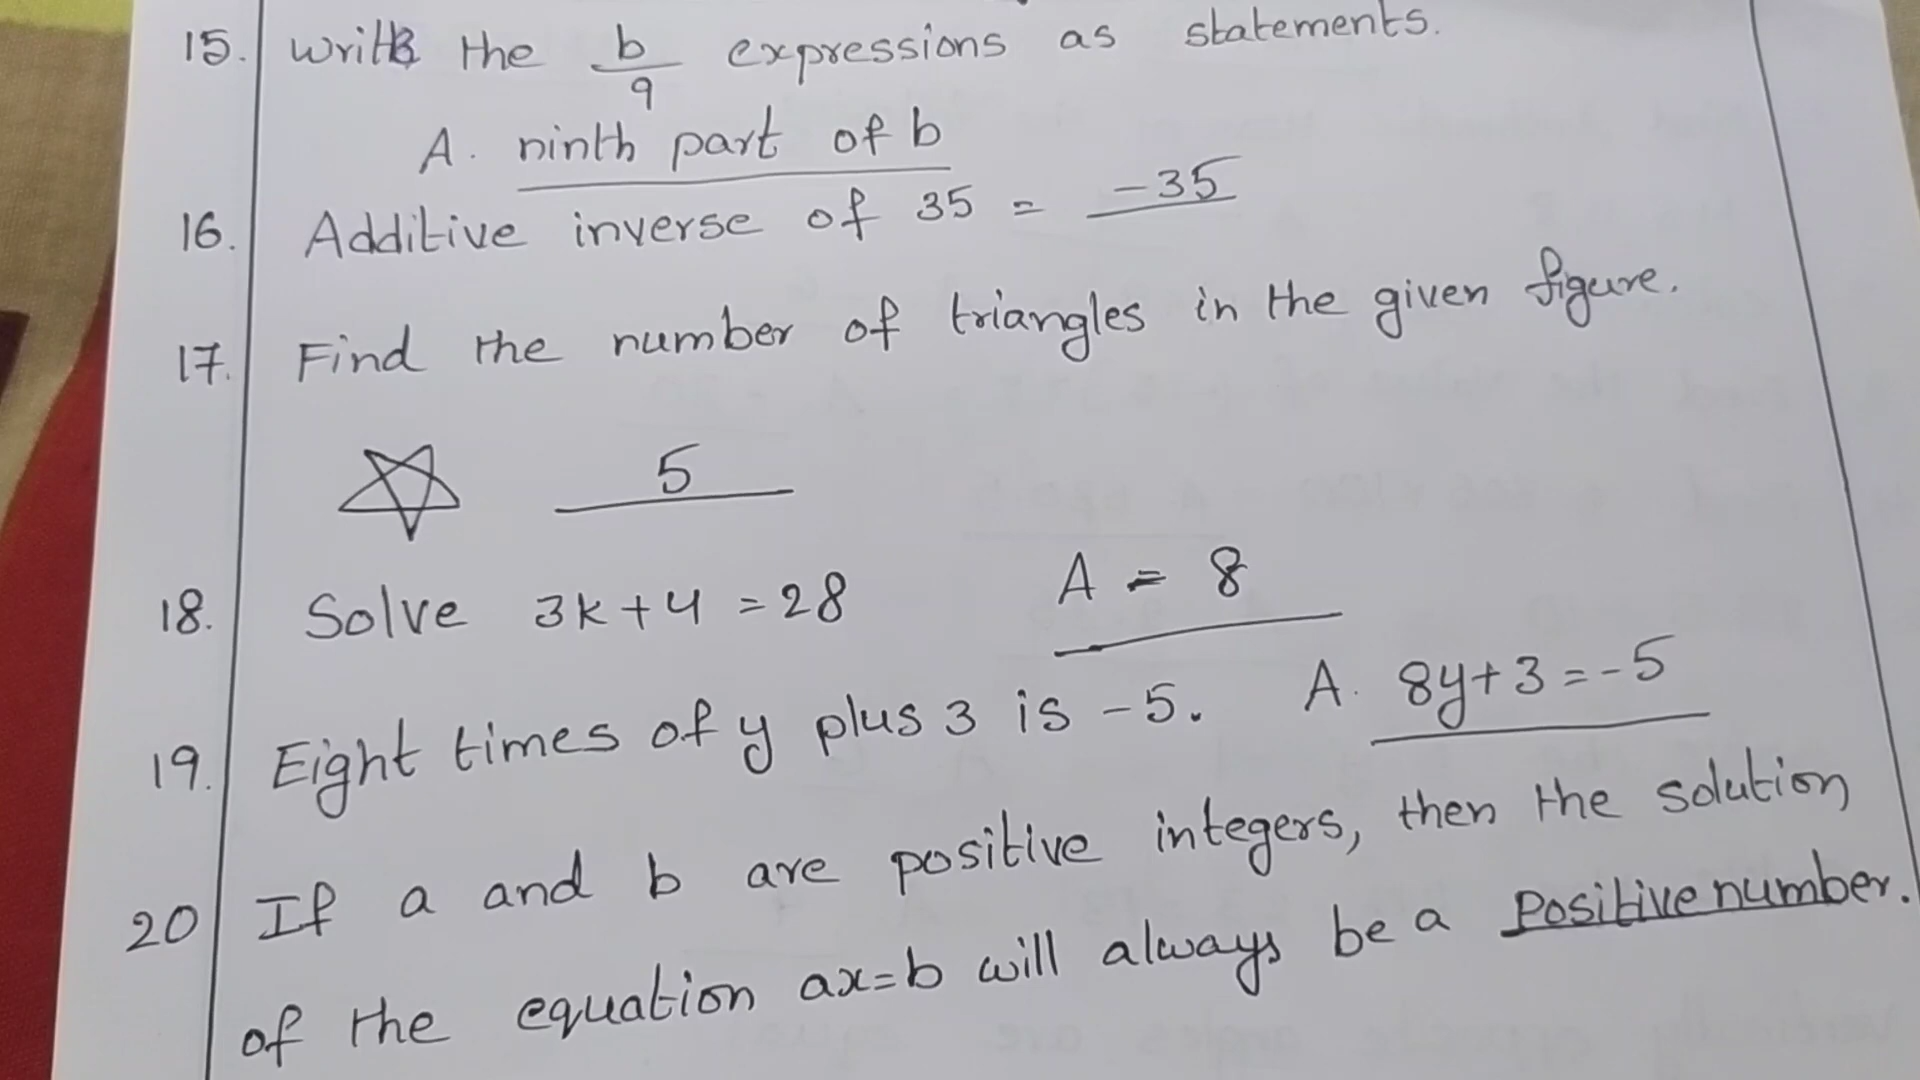 15. Write the b/9 expressions as statements.
A. ninth part of b
16. Additive inverse of 35 = -35
17. Find the number of triangles in the given figure.
5
18. Solve 3k+4 =28 A = 8
19. Eight times of y plus 3 is -5. A. 8y+3=-5
20 If a and b are positive integers, then the solution
of the equation ax=b will always be a Positive number.